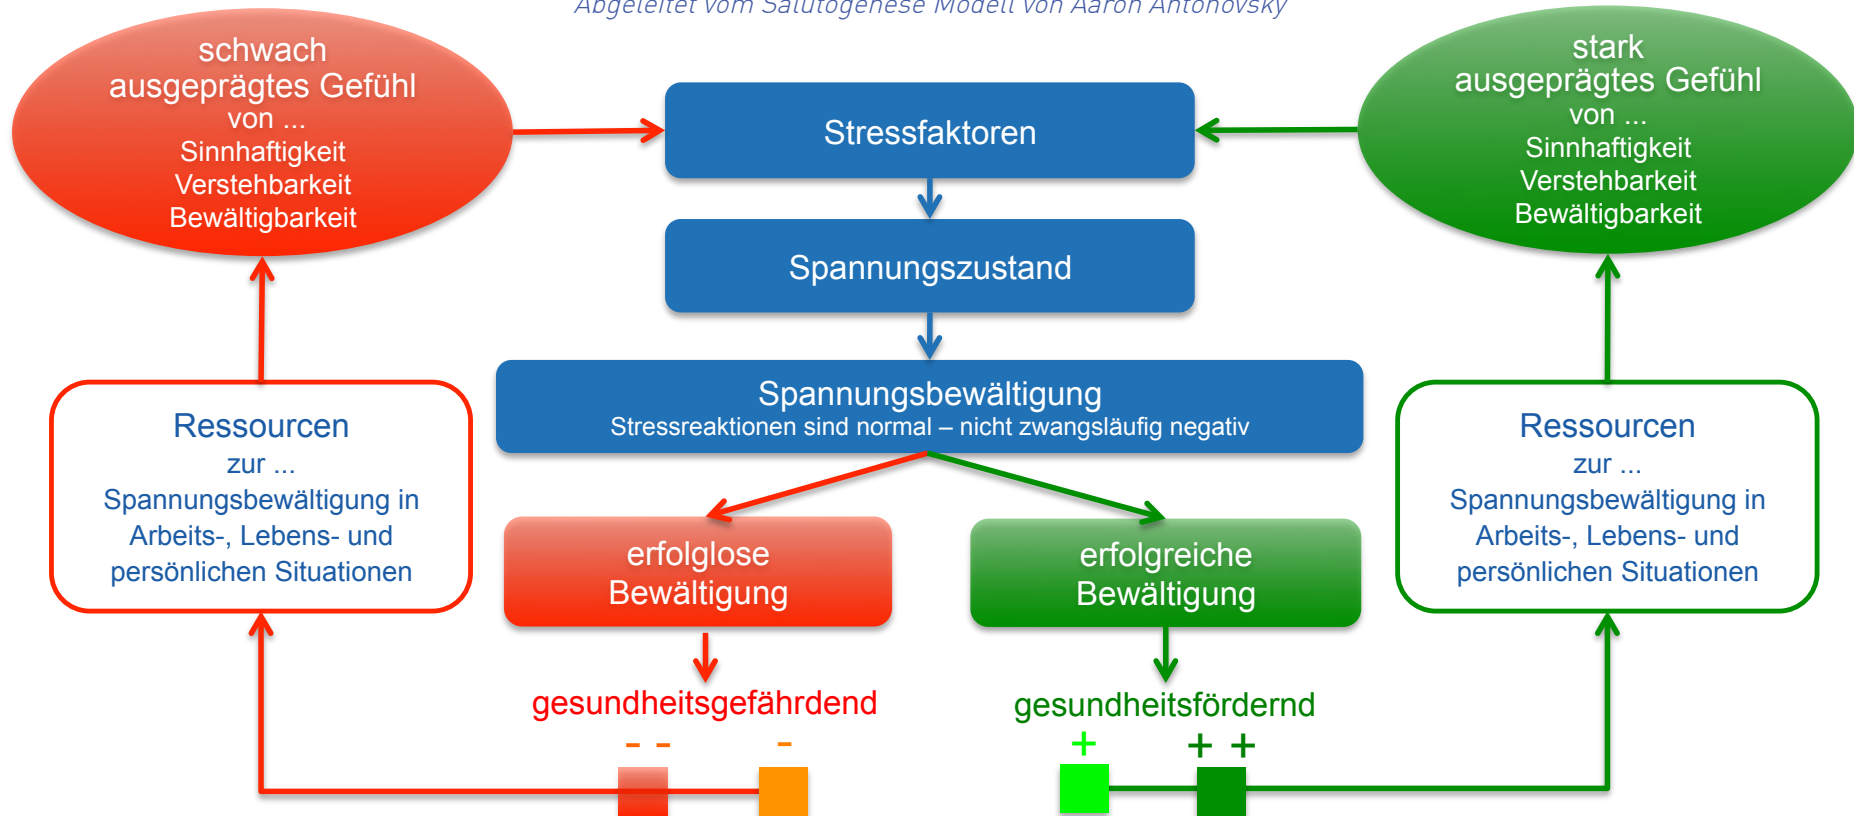 Abgeleitet vom Salutogenese Modell von Aaron Antonovsky
schwach
ausgeprägtes Gefühl
von ...
Sinnhaftigkeit
Verstehbarkeit
Bewältigbarkeit
Stressfaktoren
stark
ausgeprägtes Gefühl
von ...
Sinnhaftigkeit
Verstehbarkeit
Bewältigbarkeit
Spannungszustand
Spannungsbewältigung
Stressreaktionen sind normal – nicht zwangsläufig negativ
Ressourcen
zur ...
Spannungsbewältigung in
Arbeits-, Lebens- und
persönlichen Situationen
Ressourcen
zur ...
Spannungsbewältigung in
Arbeits-, Lebens- und
persönlichen Situationen
erfolglose
Bewältigung
erfolgreiche
Bewältigung
gesundheitsgefährdend
gesundheitsfördernd
- - -
+ + +